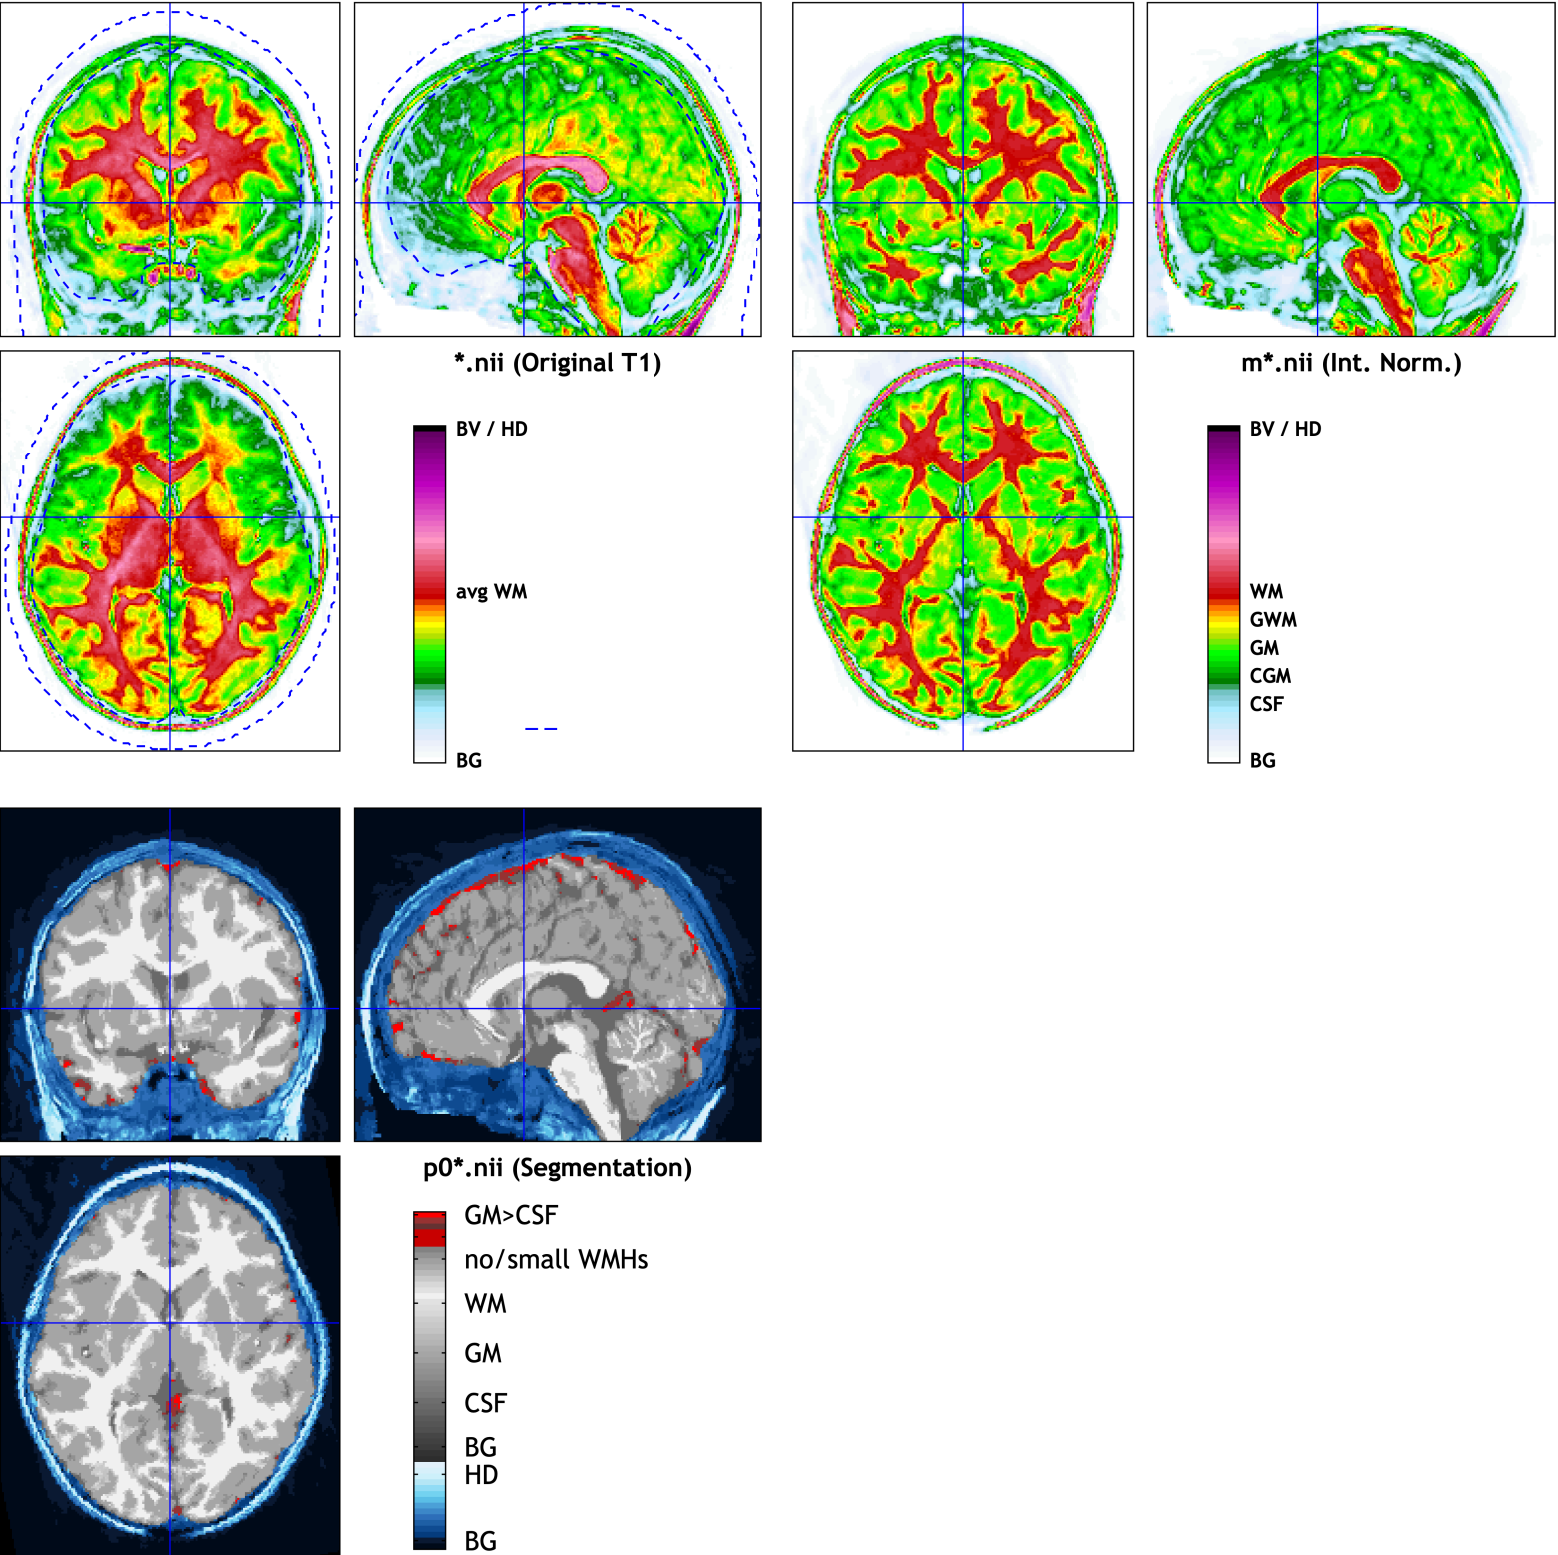 *.nii (Original T1)
BV / HD
avg WM
BG
m*.nii (Int. Norm.)
BV / HD
WM
GWM
GM
CGM
CSF
BG
p0*.nii (Segmentation)
GM>CSF
no/small WMHs
WM
GM
CSF
BG
HD
BG